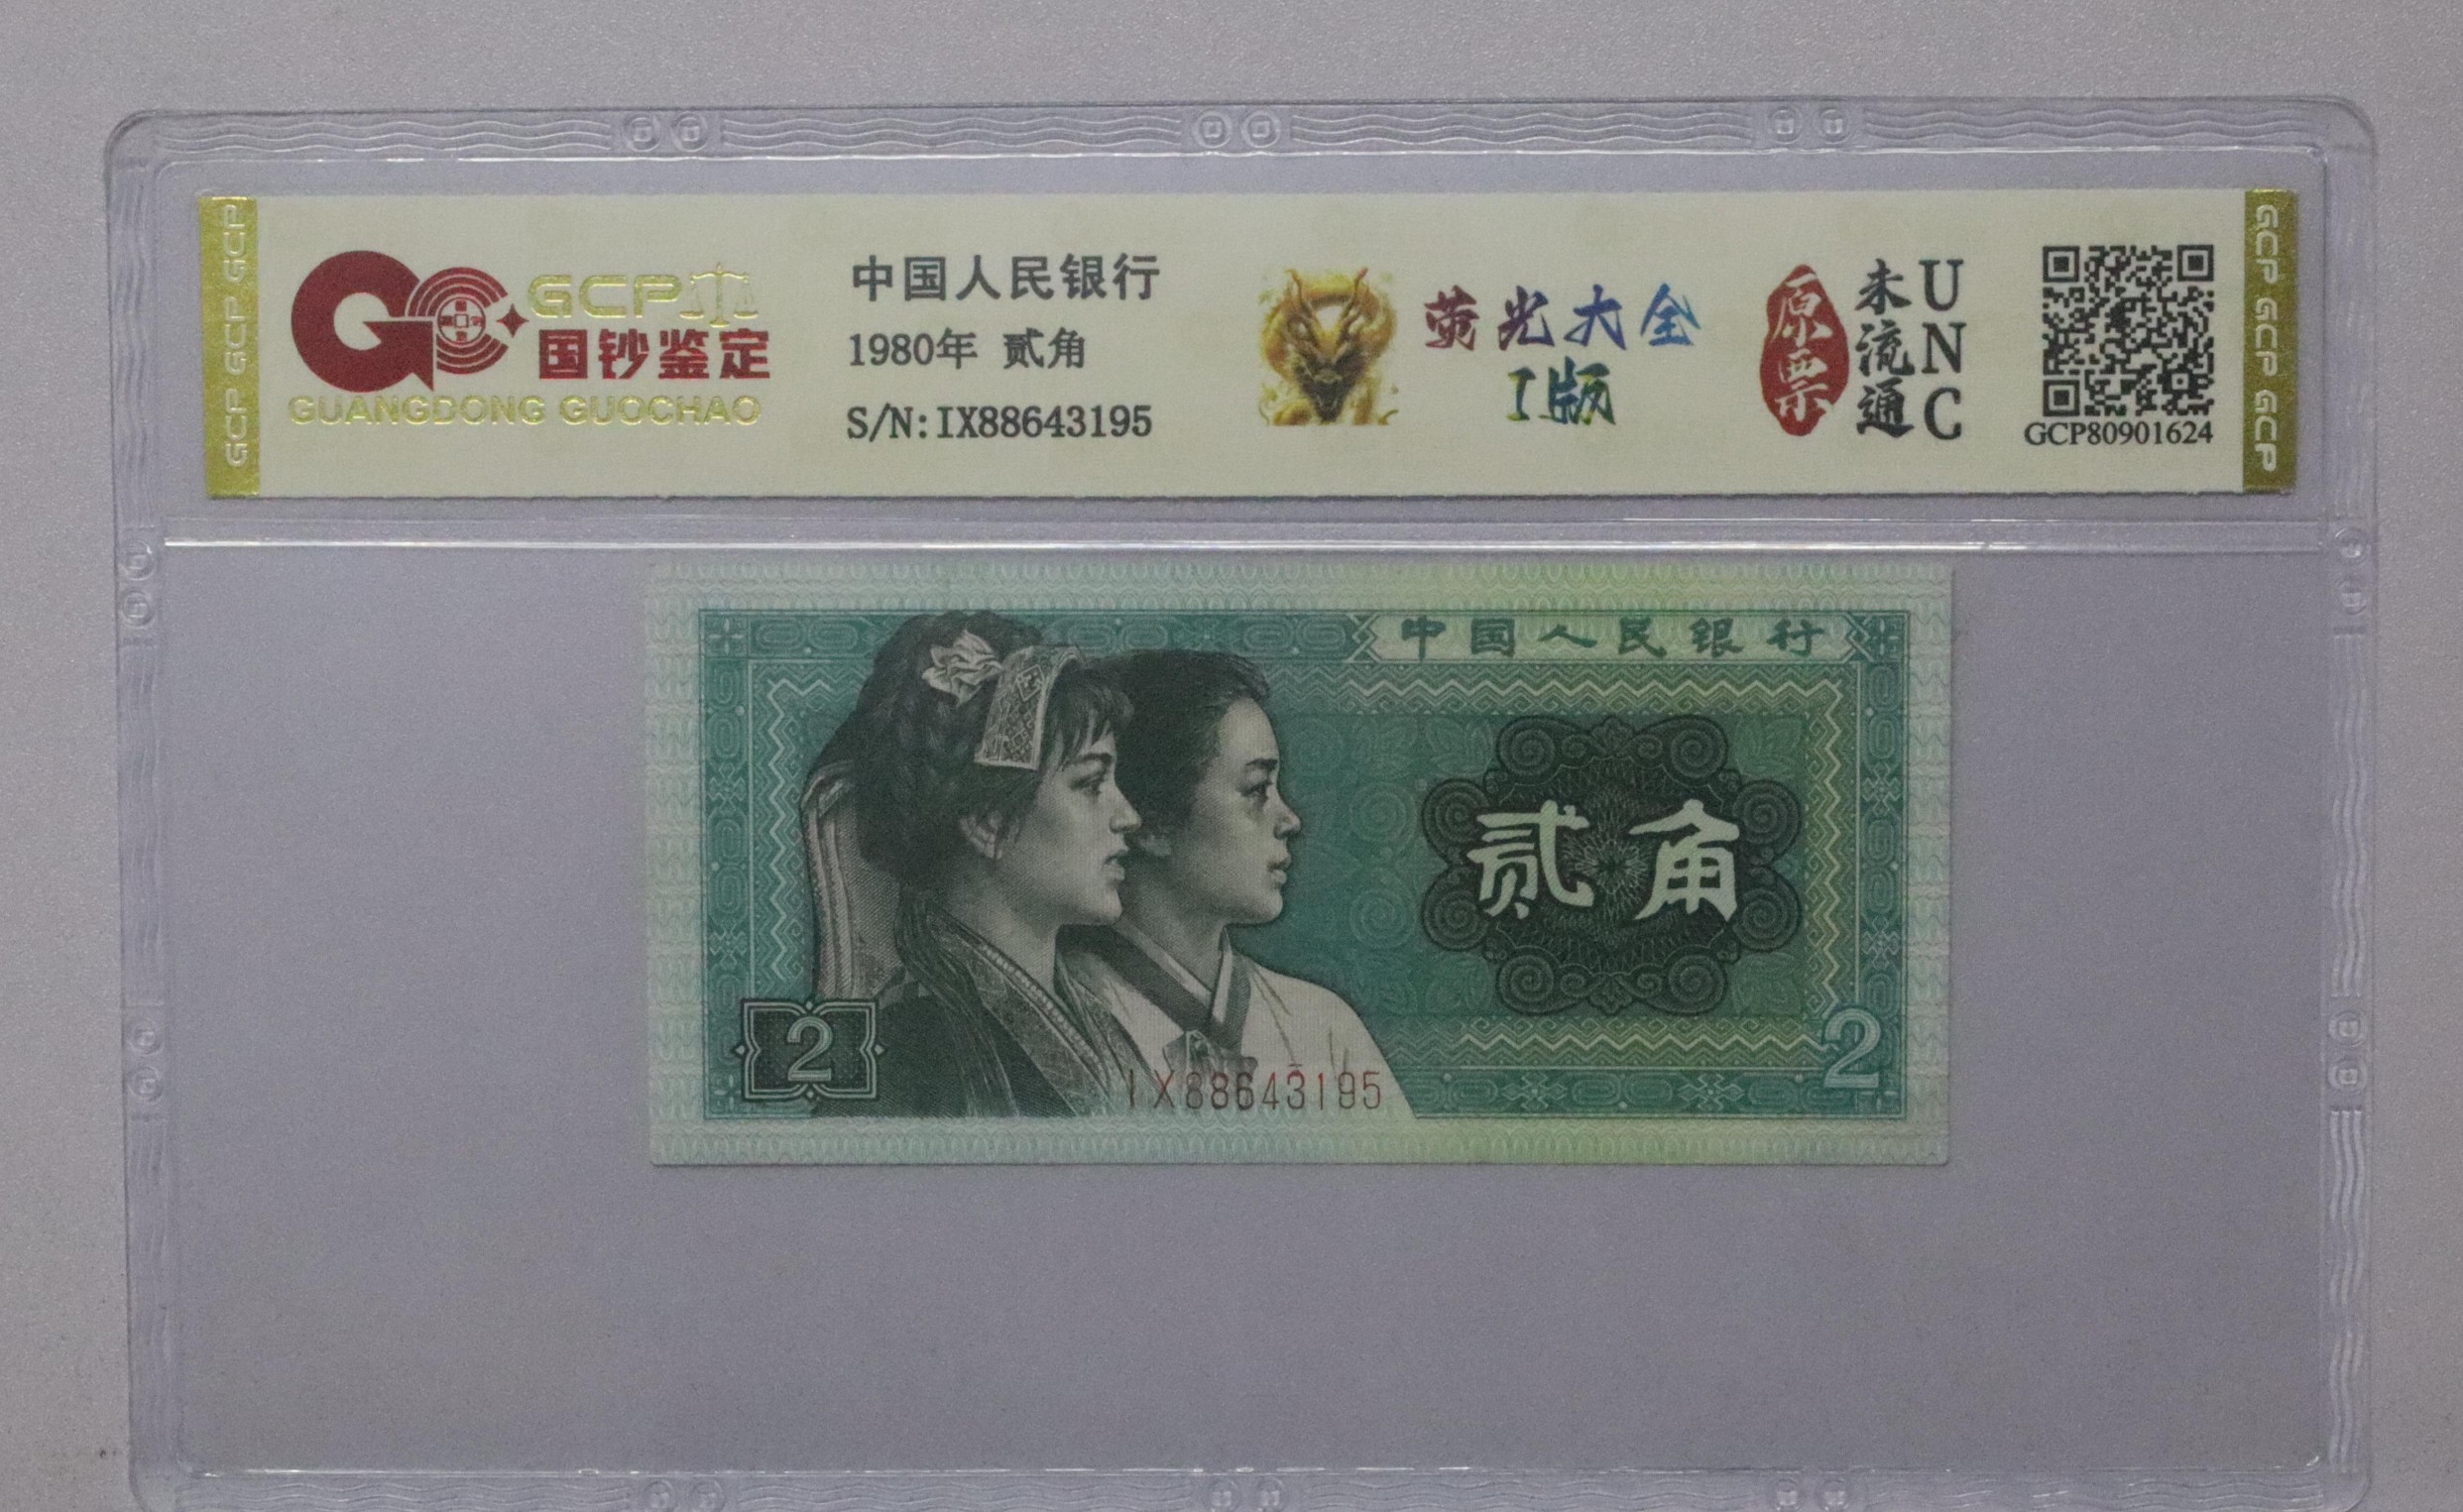 GCP GCP GCP
GCP
国钞鉴定
GUANGDONG GUOCHAO
中国人民银行
1980年 贰角
S/N:IX88643195
荧光大全
I版
原票
未流通
UNC
GCP80901624
GCP GCP GCP
中国人民银行
贰角
2
2
IX88643195